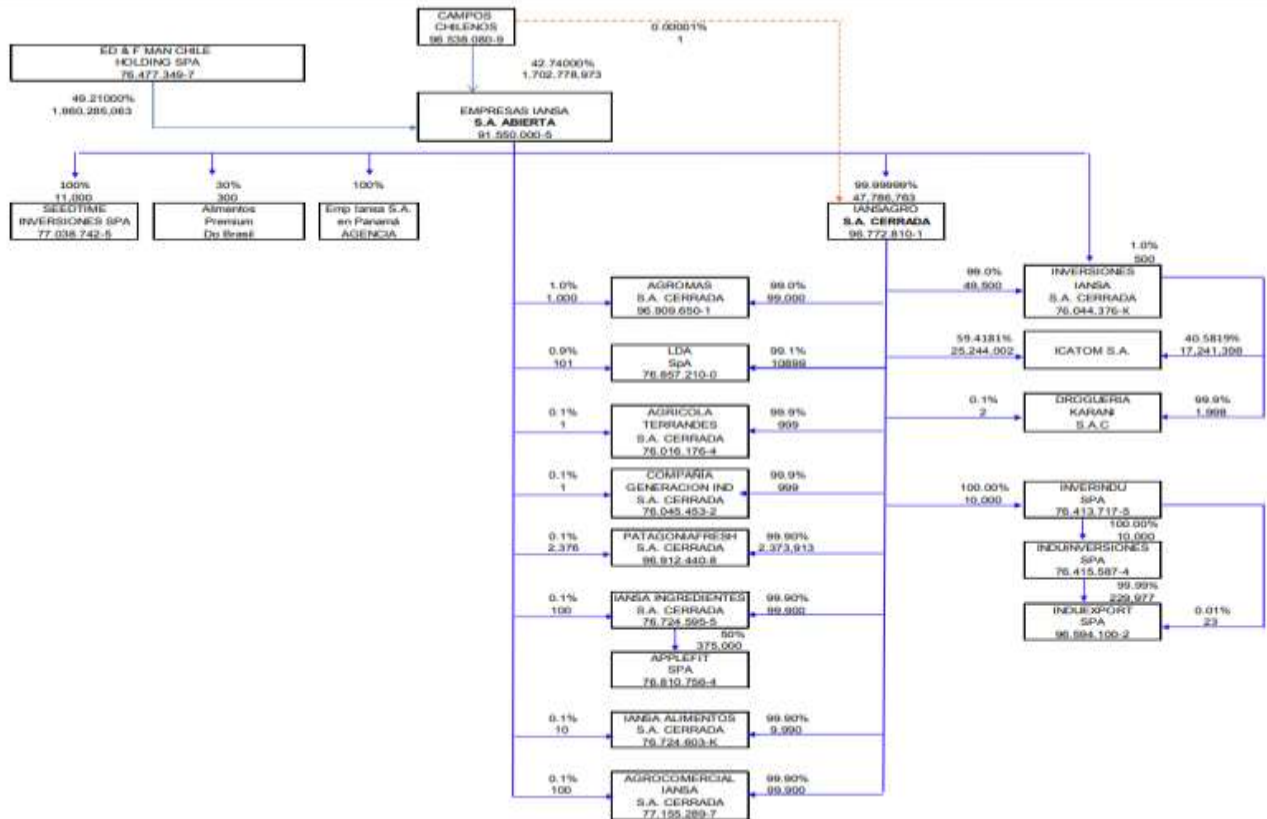 CAMPOS
CHILENOS
96.538.080-9
0.00001%
1
ED & F MAN CHILE
HOLDING SPA
76.477.349-7
42.74000%
1.702.778,973
49.21000%
1.960.286,063
EMPRESAS IANSA
S.A. ABIERTA
91.550.000-5
100%
11,000
SEEDTIME
INVERSIONES SPA
77.038.742-5
30%
300
Alimentos
Premium
Do Brasil
100%
Emp Iansa S.A.
en Panamá
AGENCIA
99.99999%
47,786,763
IANSAGRO
S.A. CERRADA
96.772.810-1
1.0%
500
99.0%
49,500
INVERSIONES
IANSA
S.A. CERRADA
76.044.376-K
1.0%
1.000
AGROMAS
S.A. CERRADA
96.909.650-1
99.0%
99,000
59.4181%
25,244,002
ICATOM S.A.
40.5819%
17,241,398
0.9%
101
LDA
SpA
76.857.210-0
99.1%
10899
0.1%
2
DROGUERIA
KARANI
S.A.C
99.9%
1,998
0.1%
1
AGRICOLA
TERRANDES
S.A. CERRADA
76.016.176-4
99.9%
999
0.1%
1
COMPAÑIA
GENERACION IND
S.A. CERRADA
76.045.453-2
99.9%
999
100.00%
10,000
INVERINDU
SPA
76.413.717-5
100.00%
10,000
INDUINVERSIONES
SPA
76.415.587-4
99.99%
229,977
INDUEXPORT
SPA
96.594.100-2
0.01%
23
0.1%
2,376
PATAGONIAFRESH
S.A. CERRADA
96.912.440-8
99.90%
2,373,913
0.1%
100
IANSA INGREDIENTES
S.A. CERRADA
76.724.595-5
99.90%
99,900
50%
375,000
APPLEFIT
SPA
76.810.756-4
0.1%
10
IANSA ALIMENTOS
S.A. CERRADA
76.724.603-K
99.90%
9,990
0.1%
100
AGROCOMERCIAL
IANSA
S.A. CERRADA
77.155.289-7
99.90%
99,900